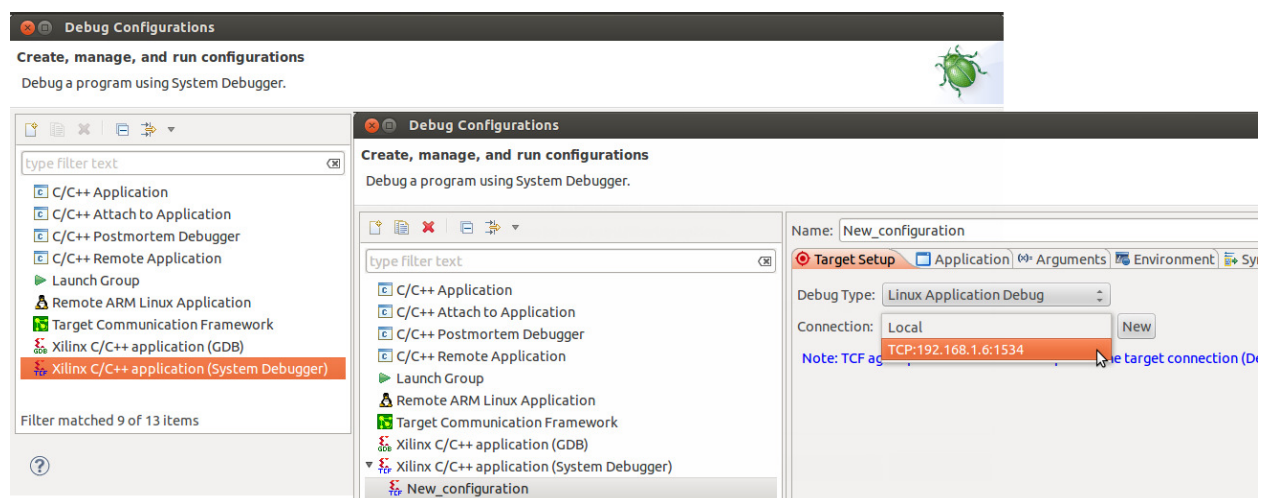 Debug Configurations
Create, manage, and run configurations
Debug a program using System Debugger.
type filter text
C/C++ Application
C/C++ Attach to Application
C/C++ Postmortem Debugger
C/C++ Remote Application
Launch Group
Remote ARM Linux Application
Target Communication Framework
Xilinx C/C++ application (GDB)
Xilinx C/C++ application (System Debugger)
Filter matched 9 of 13 items
Debug Configurations
Create, manage, and run configurations
Debug a program using System Debugger.
type filter text
C/C++ Application
C/C++ Attach to Application
C/C++ Postmortem Debugger
C/C++ Remote Application
Launch Group
Remote ARM Linux Application
Target Communication Framework
Xilinx C/C++ application (GDB)
Xilinx C/C++ application (System Debugger)
New_configuration
Name: New_configuration
Target Setup Application Arguments Environment Sy
Debug Type: Linux Application Debug
Connection: Local New
TCP:192.168.1.6:1534
Note: TCF ag e target connection (De